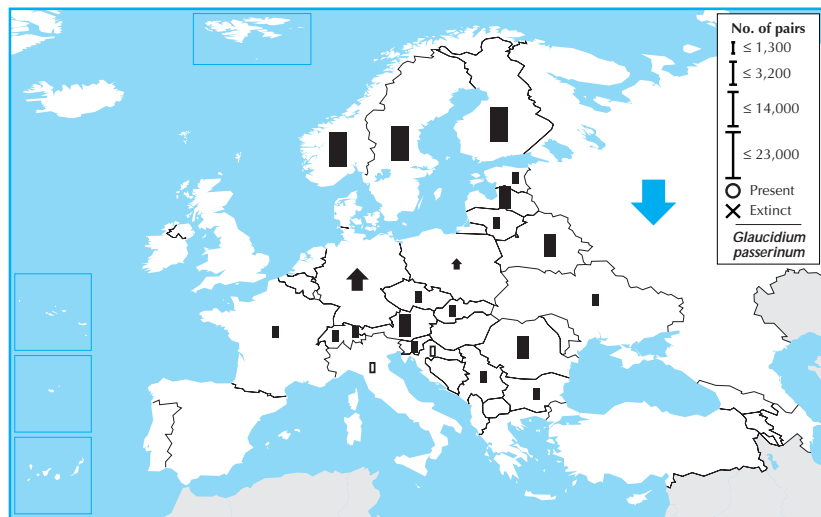 No. of pairs
≤ 1,300
≤ 3,200
≤ 14,000
≤ 23,000
Present
Extinct
Glaucidium
passerinum